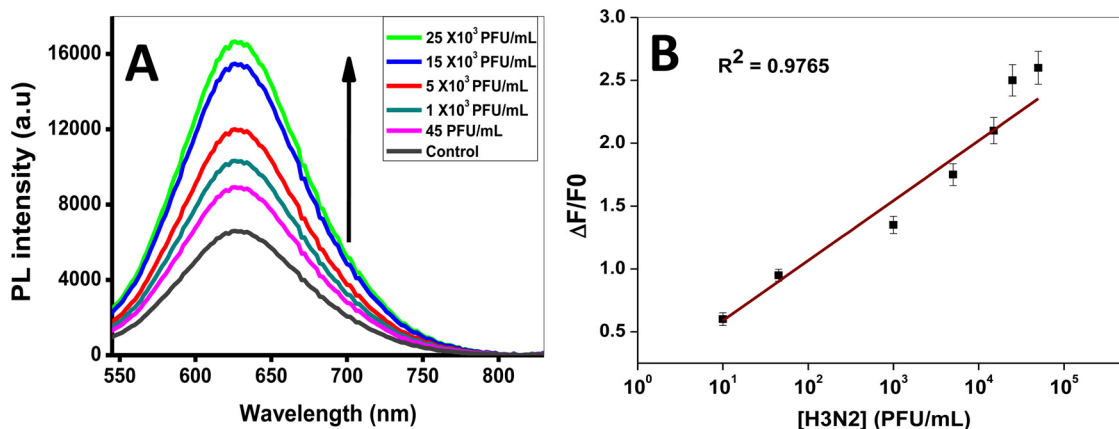 A
PL intensity (a.u)
16000
12000
8000
4000
0
550 600 650 700 750 800
Wavelength (nm)
25 X10³ PFU/mL
15 X10³ PFU/mL
5 X10³ PFU/mL
1 X10³ PFU/mL
45 PFU/mL
Control
B
R² = 0.9765
ΔF/F0
3.0
2.5
2.0
1.5
1.0
0.5
10⁰ 10¹ 10² 10³ 10⁴ 10⁵
[H3N2] (PFU/mL)